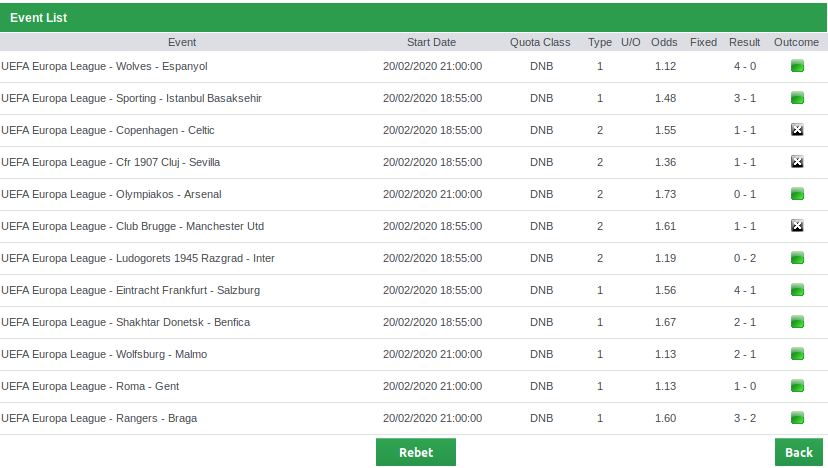 Event List
Event Start Date Quota Class Type U/O Odds Fixed Result Outcome
UEFA Europa League - Wolves - Espanyol 20/02/2020 21:00:00 DNB 1 1.12 4 - 0
UEFA Europa League - Sporting - Istanbul Basaksehir 20/02/2020 18:55:00 DNB 1 1.48 3 - 1
UEFA Europa League - Copenhagen - Celtic 20/02/2020 18:55:00 DNB 2 1.55 1 - 1
UEFA Europa League - Cfr 1907 Cluj - Sevilla 20/02/2020 18:55:00 DNB 2 1.36 1 - 1
UEFA Europa League - Olympiakos - Arsenal 20/02/2020 21:00:00 DNB 2 1.73 0 - 1
UEFA Europa League - Club Brugge - Manchester Utd 20/02/2020 18:55:00 DNB 2 1.61 1 - 1
UEFA Europa League - Ludogorets 1945 Razgrad - Inter 20/02/2020 18:55:00 DNB 2 1.19 0 - 2
UEFA Europa League - Eintracht Frankfurt - Salzburg 20/02/2020 18:55:00 DNB 1 1.56 4 - 1
UEFA Europa League - Shakhtar Donetsk - Benfica 20/02/2020 18:55:00 DNB 1 1.67 2 - 1
UEFA Europa League - Wolfsburg - Malmo 20/02/2020 21:00:00 DNB 1 1.13 2 - 1
UEFA Europa League - Roma - Gent 20/02/2020 21:00:00 DNB 1 1.13 1 - 0
UEFA Europa League - Rangers - Braga 20/02/2020 21:00:00 DNB 1 1.60 3 - 2
Rebet Back